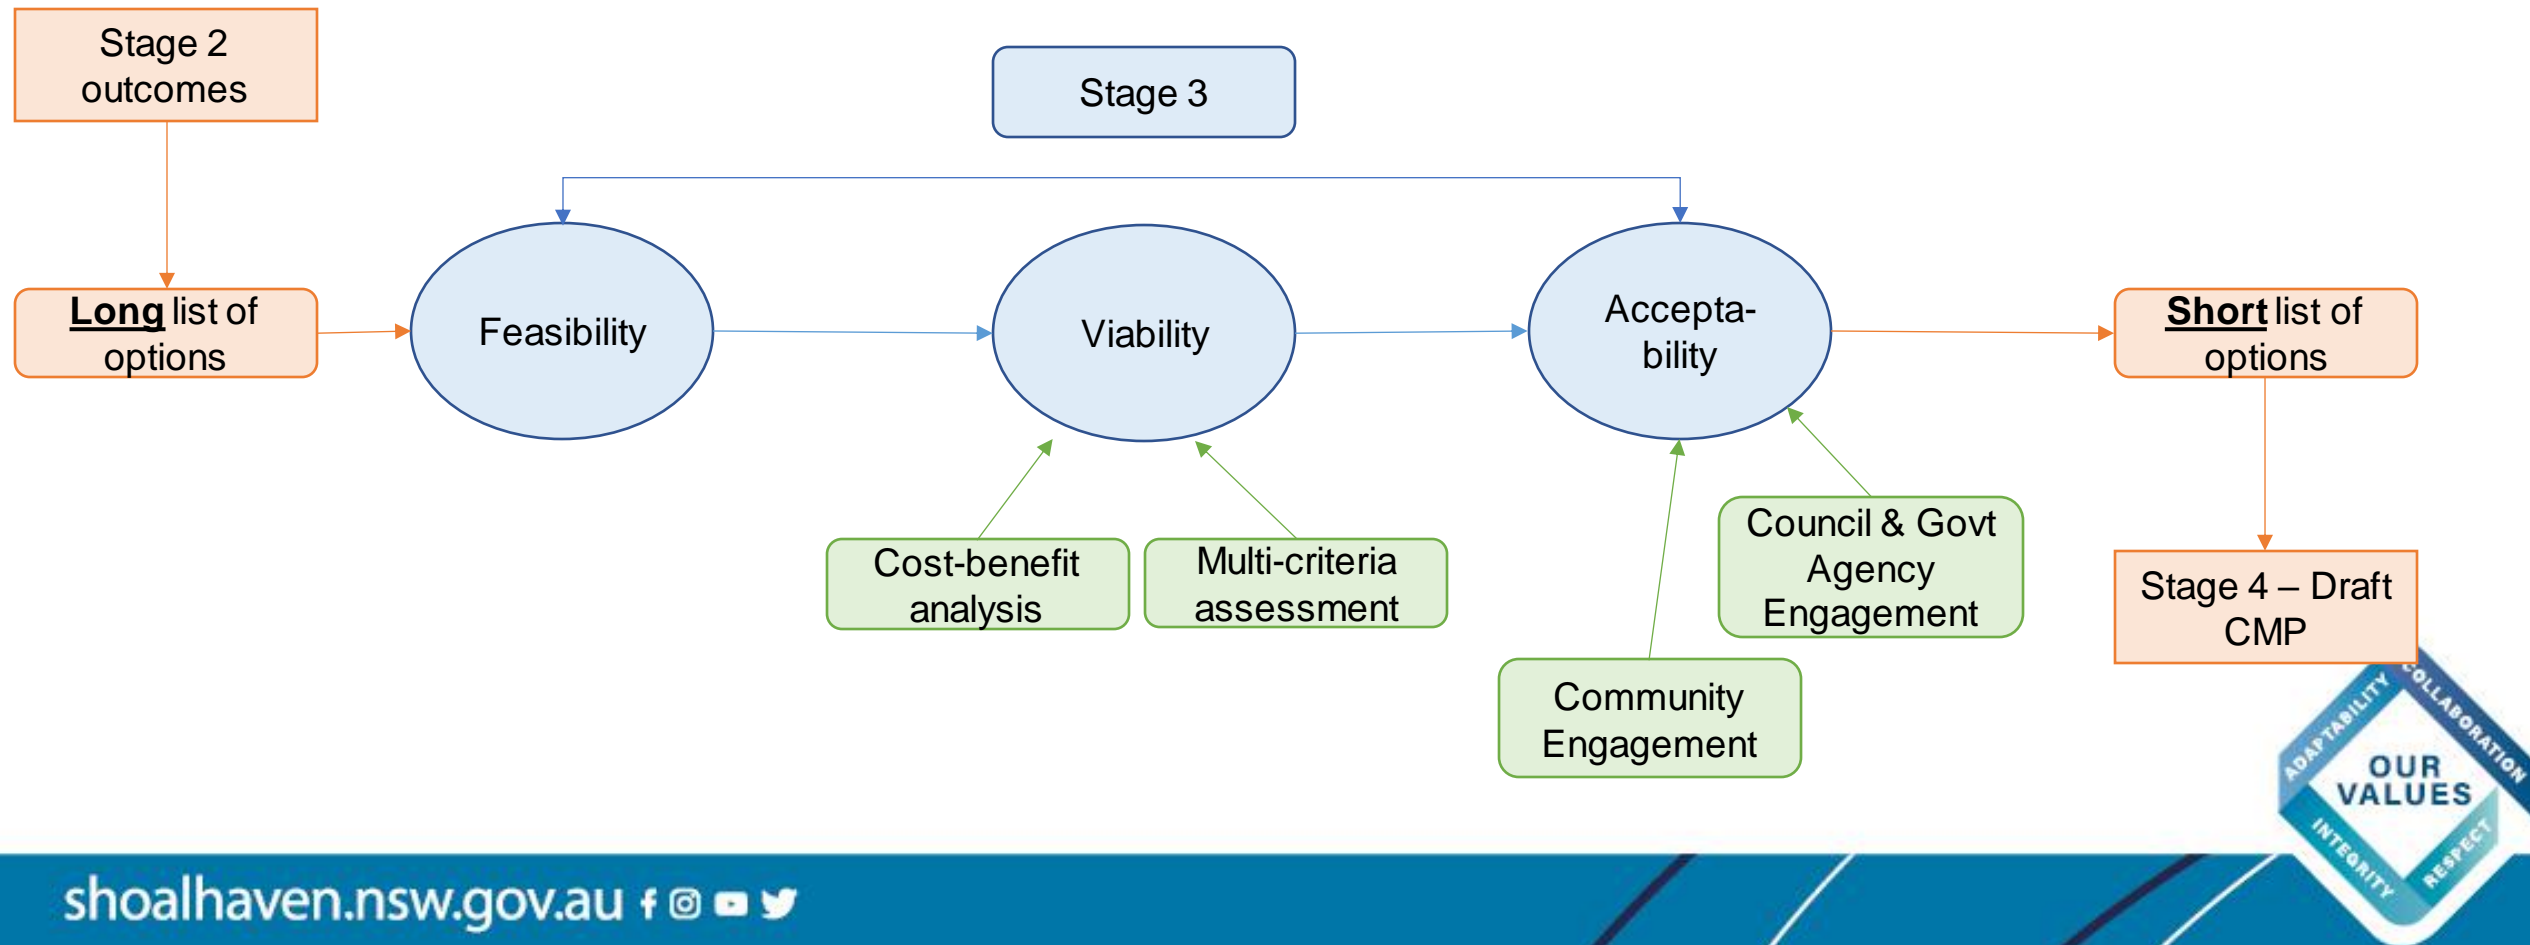 Stage 2
outcomes
Stage 3
Long list of
options
Feasibility
Viability
Accepta-
bility
Short list of
options
Cost-benefit
analysis
Multi-criteria
assessment
Council & Govt
Agency
Engagement
Community
Engagement
Stage 4 – Draft
CMP
ADAPTABILITY
COLLABORATION
OUR
VALUES
INTEGRITY
RESPECT
shoalhaven.nsw.gov.au